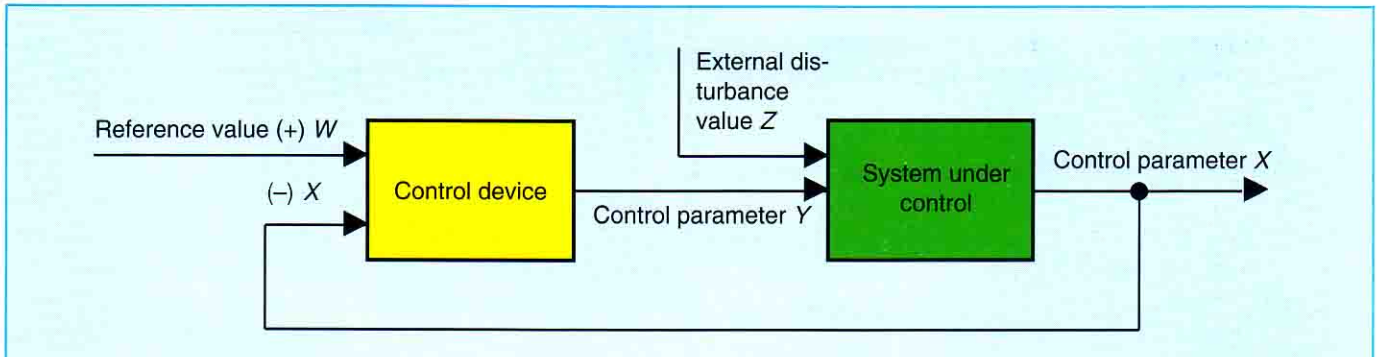 External dis-
turbance
value Z
Reference value (+) W
(–) X
Control device
Control parameter Y
System under
control
Control parameter X